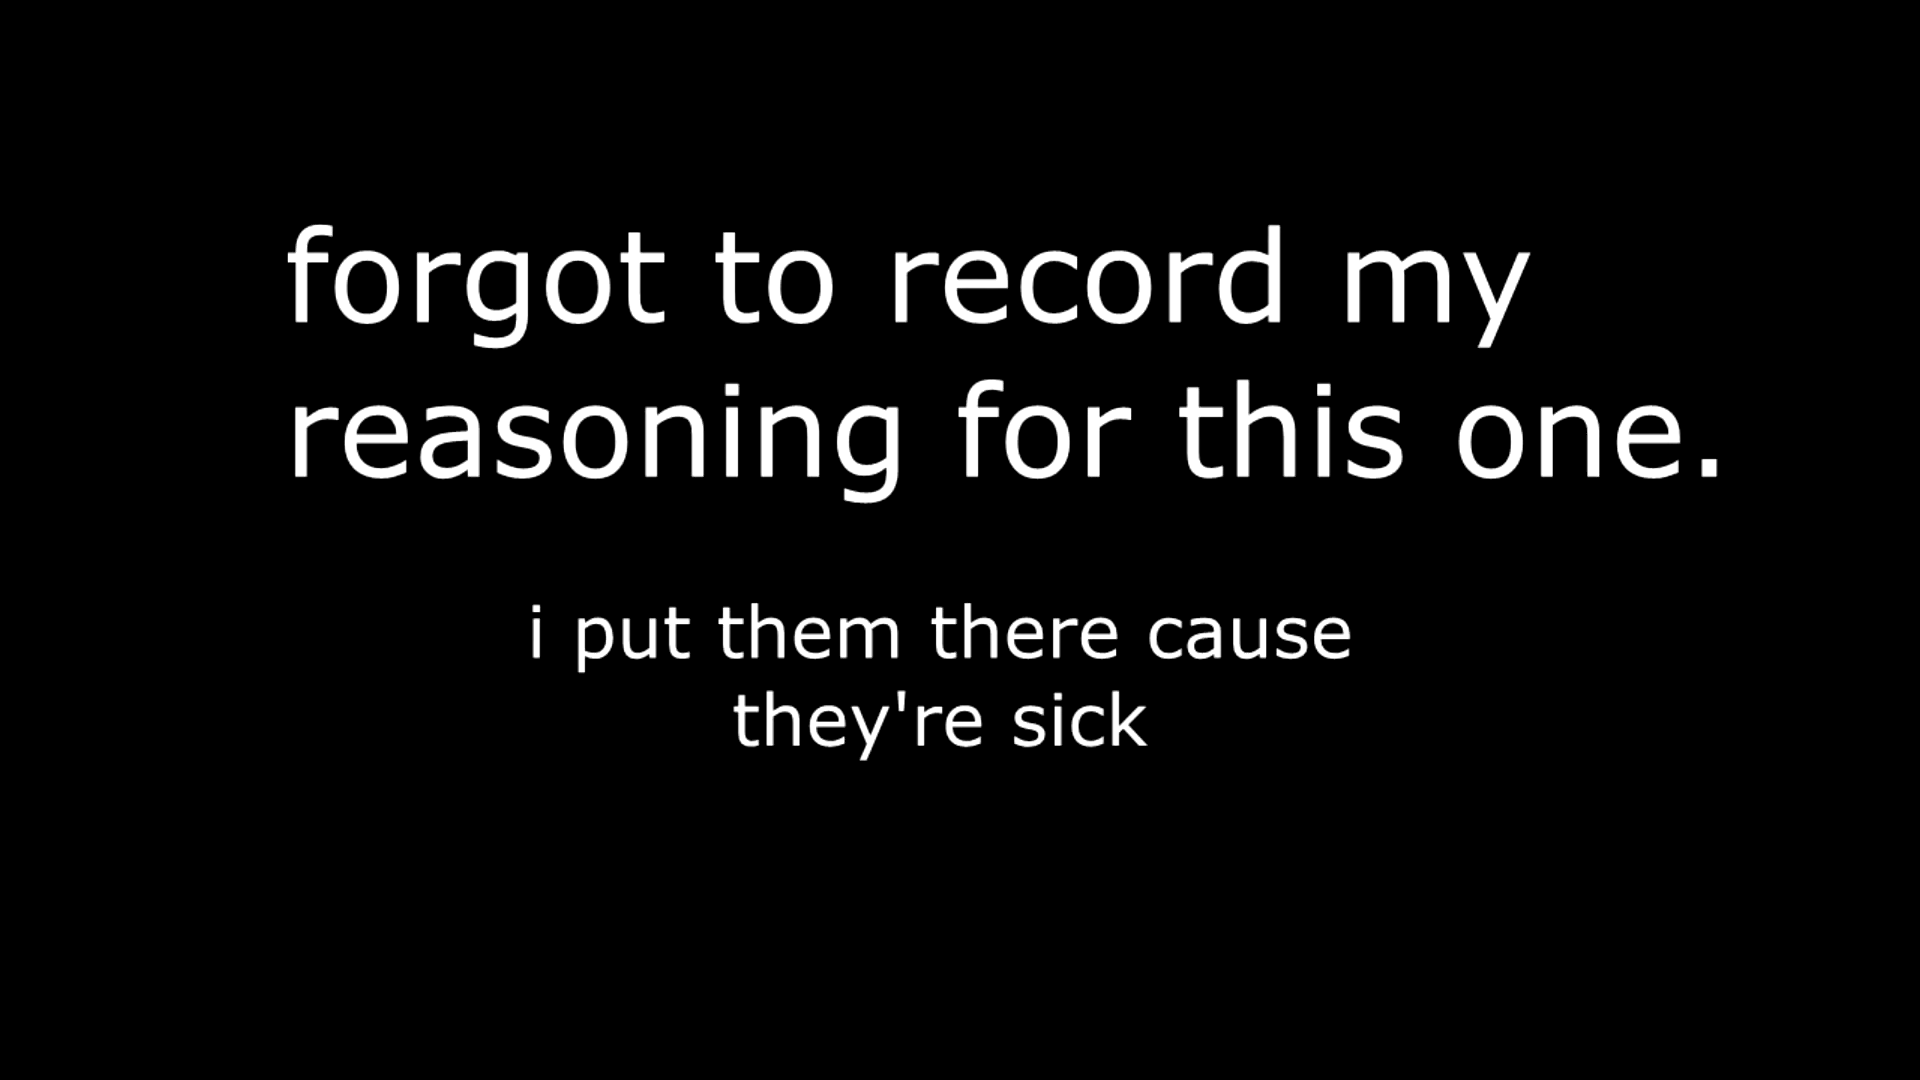 forgot to record my
reasoning for this one.
i put them there cause
they're sick